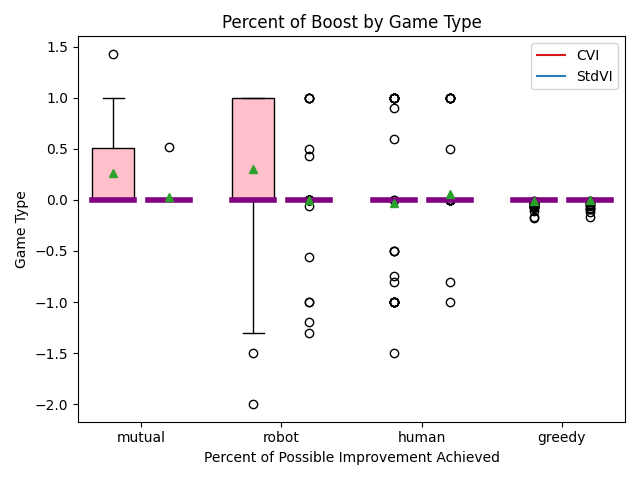 Percent of Boost by Game Type
CVI
StdVI
1.5
1.0
0.5
0.0
−0.5
−1.0
−1.5
−2.0
Game Type
mutual robot human greedy
Percent of Possible Improvement Achieved